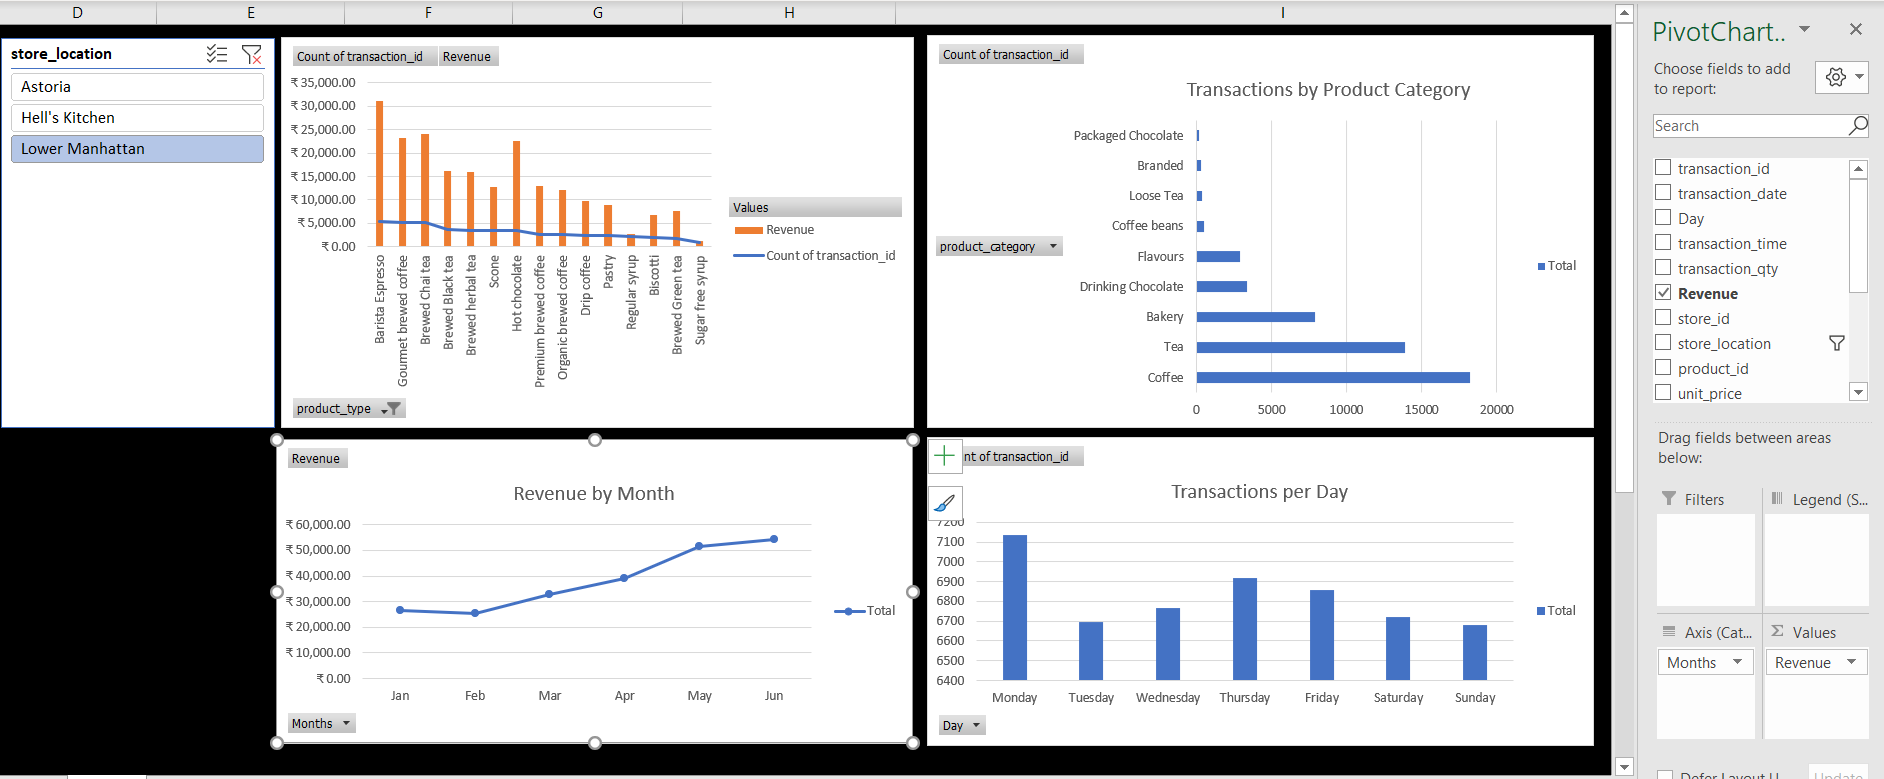 D E F G H I
store_location
Astoria
Hell's Kitchen
Lower Manhattan
Count of transaction_id Revenue
₹ 35,000.00
₹ 30,000.00
₹ 25,000.00
₹ 20,000.00
₹ 15,000.00
₹ 10,000.00
₹ 5,000.00
₹ 0.00
Barista Espresso
Gourmet brewed coffee
Brewed Chai tea
Brewed Black tea
Brewed herbal tea
Scone
Hot chocolate
Premium brewed coffee
Organic brewed coffee
Drip coffee
Pastry
Regular syrup
Biscotti
Brewed Green tea
Sugar free syrup
Values
Revenue
Count of transaction_id
product_type
Count of transaction_id
Transactions by Product Category
Packaged Chocolate
Branded
Loose Tea
Coffee beans
Flavours
Drinking Chocolate
Bakery
Tea
Coffee
0 5000 10000 15000 20000
product_category
Total
Revenue
Revenue by Month
₹ 60,000.00
₹ 50,000.00
₹ 40,000.00
₹ 30,000.00
₹ 20,000.00
₹ 10,000.00
₹ 0.00
Jan Feb Mar Apr May Jun
Total
Months
nt of transaction_id
Transactions per Day
7200
7100
7000
6900
6800
6700
6600
6500
6400
Monday Tuesday Wednesday Thursday Friday Saturday Sunday
Total
Day
PivotChart..
Choose fields to add
to report:
Search
transaction_id
transaction_date
Day
transaction_time
transaction_qty
Revenue
store_id
store_location
product_id
unit_price
Drag fields between areas
below:
Filters
Legend (S...
Axis (Cat...
Σ Values
Months
Revenue
Defer Layout U
Update